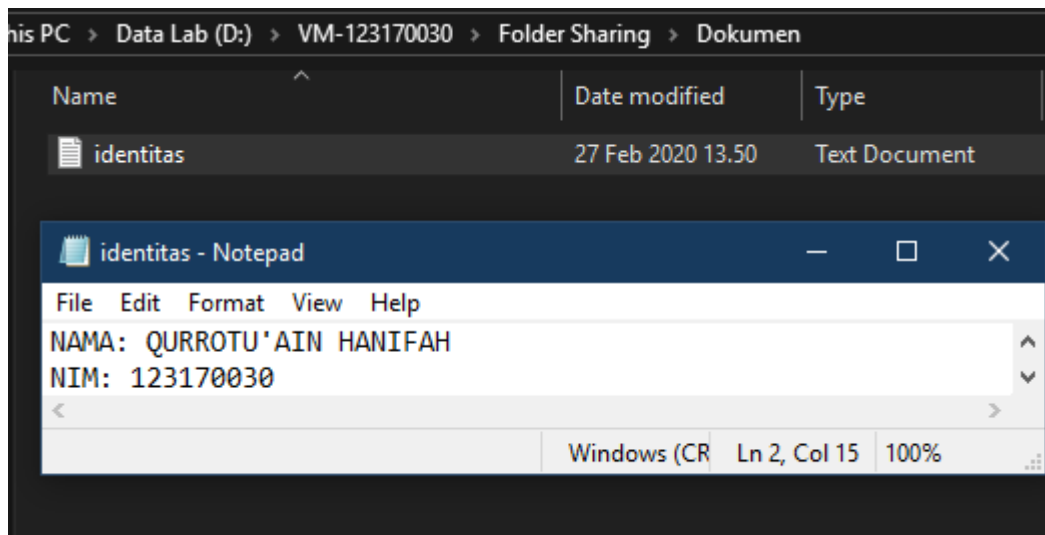 his PC > Data Lab (D:) > VM-123170030 > Folder Sharing > Dokumen
Name Date modified Type
identitas 27 Feb 2020 13.50 Text Document
identitas - Notepad
File Edit Format View Help
NAMA: QURROTU'AIN HANIFAH
NIM: 123170030
Windows (CR Ln 2, Col 15 100%